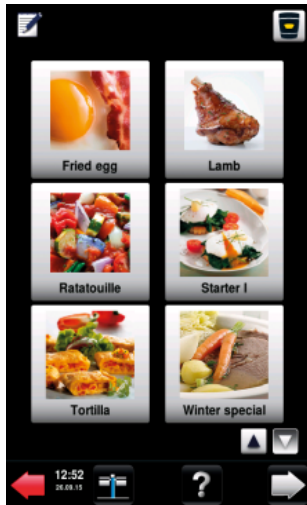 Fried egg
Lamb
Ratatouille
Starter I
Tortilla
Winter special
12:52
26.09.15
?